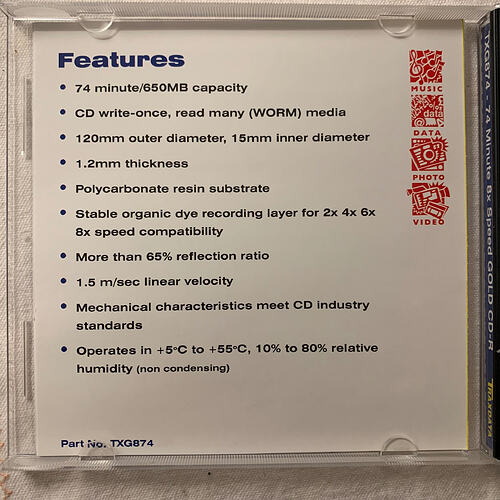 Features
• 74 minute/650MB capacity
• CD write-once, read many (WORM) media
• 120mm outer diameter, 15mm inner diameter
• 1.2mm thickness
• Polycarbonate resin substrate
• Stable organic dye recording layer for 2x 4x 6x
8x speed compatibility
• More than 65% reflection ratio
• 1.5 m/sec linear velocity
• Mechanical characteristics meet CD industry
standards
• Operates in +5°C to +55°C, 10% to 80% relative
humidity (non condensing)
Part No. TXG874
MUSIC
data
DATA
PHOTO
VIDEO
TXG874 - 74 Minute 8x Speed GOLD CD-R
TRAXDATA